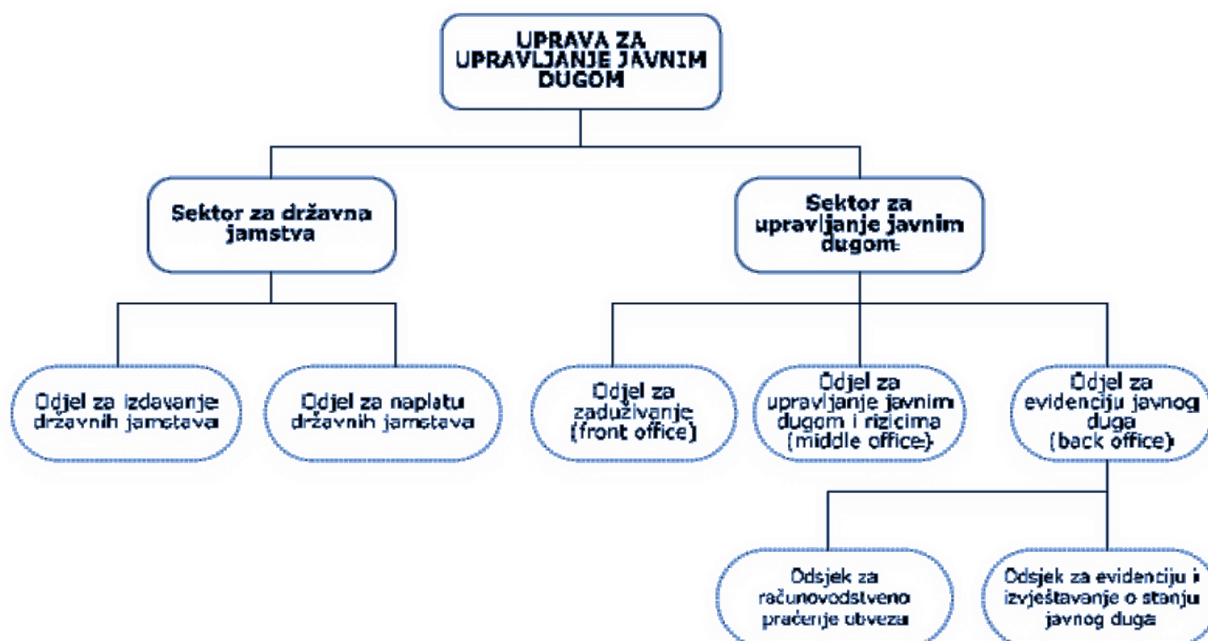 UPRAVA ZA
UPRAVLJANJE JAVNIM
DUGOM
Sektor za državna
jamstva
Sektor za
upravljanje javnim
dugom
Odjel za izdavanje
državnih jamstava
Odjel za naplatu
državnih jamstava
Odjel za
zaduživanje
(front office)
Odjel za
upravljanje javnim
dugom i rizicima
(middle office)
Odjel za
evidenciju javnog
duga
(back office)
Odsjek za
računovodstveno
praćenje obveza
Odsjek za evidenciju i
izvještavanje o stanju
javnog duga